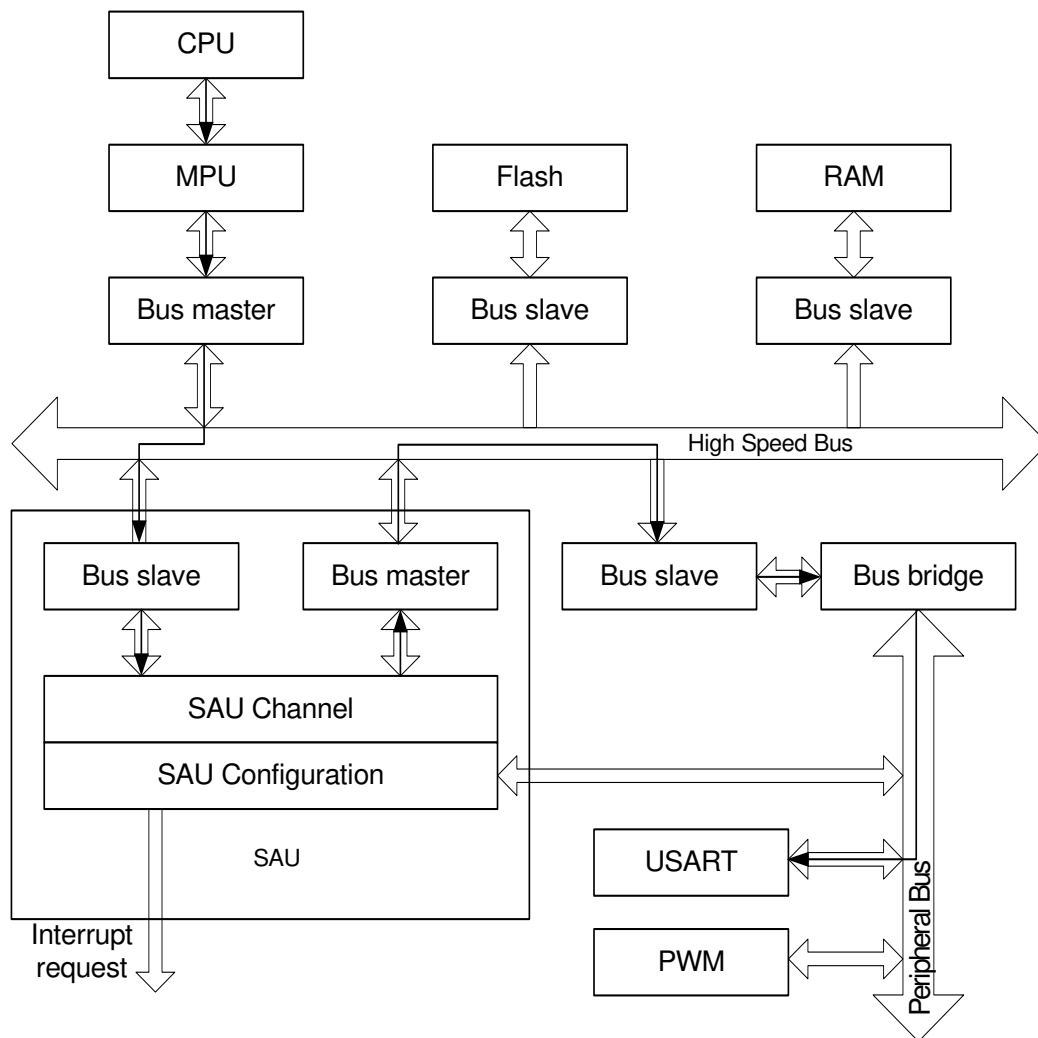 CPU
MPU
Flash
RAM
Bus master
Bus slave
Bus slave
High Speed Bus
Bus slave
Bus master
Bus slave
Bus bridge
SAU Channel
SAU Configuration
SAU
USART
Interrupt
request
PWM
Peripheral Bus